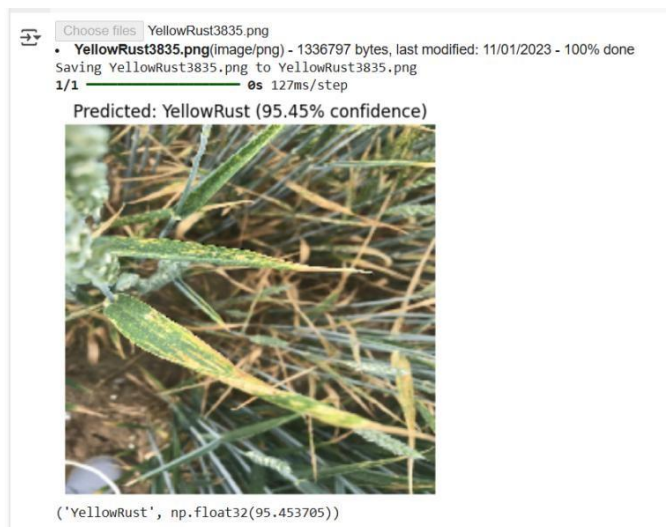 Choose files YellowRust3835.png
• YellowRust3835.png(image/png) - 1336797 bytes, last modified: 11/01/2023 - 100% done
Saving YellowRust3835.png to YellowRust3835.png
1/1 0s 127ms/step
Predicted: YellowRust (95.45% confidence)
('YellowRust', np.float32(95.453705))